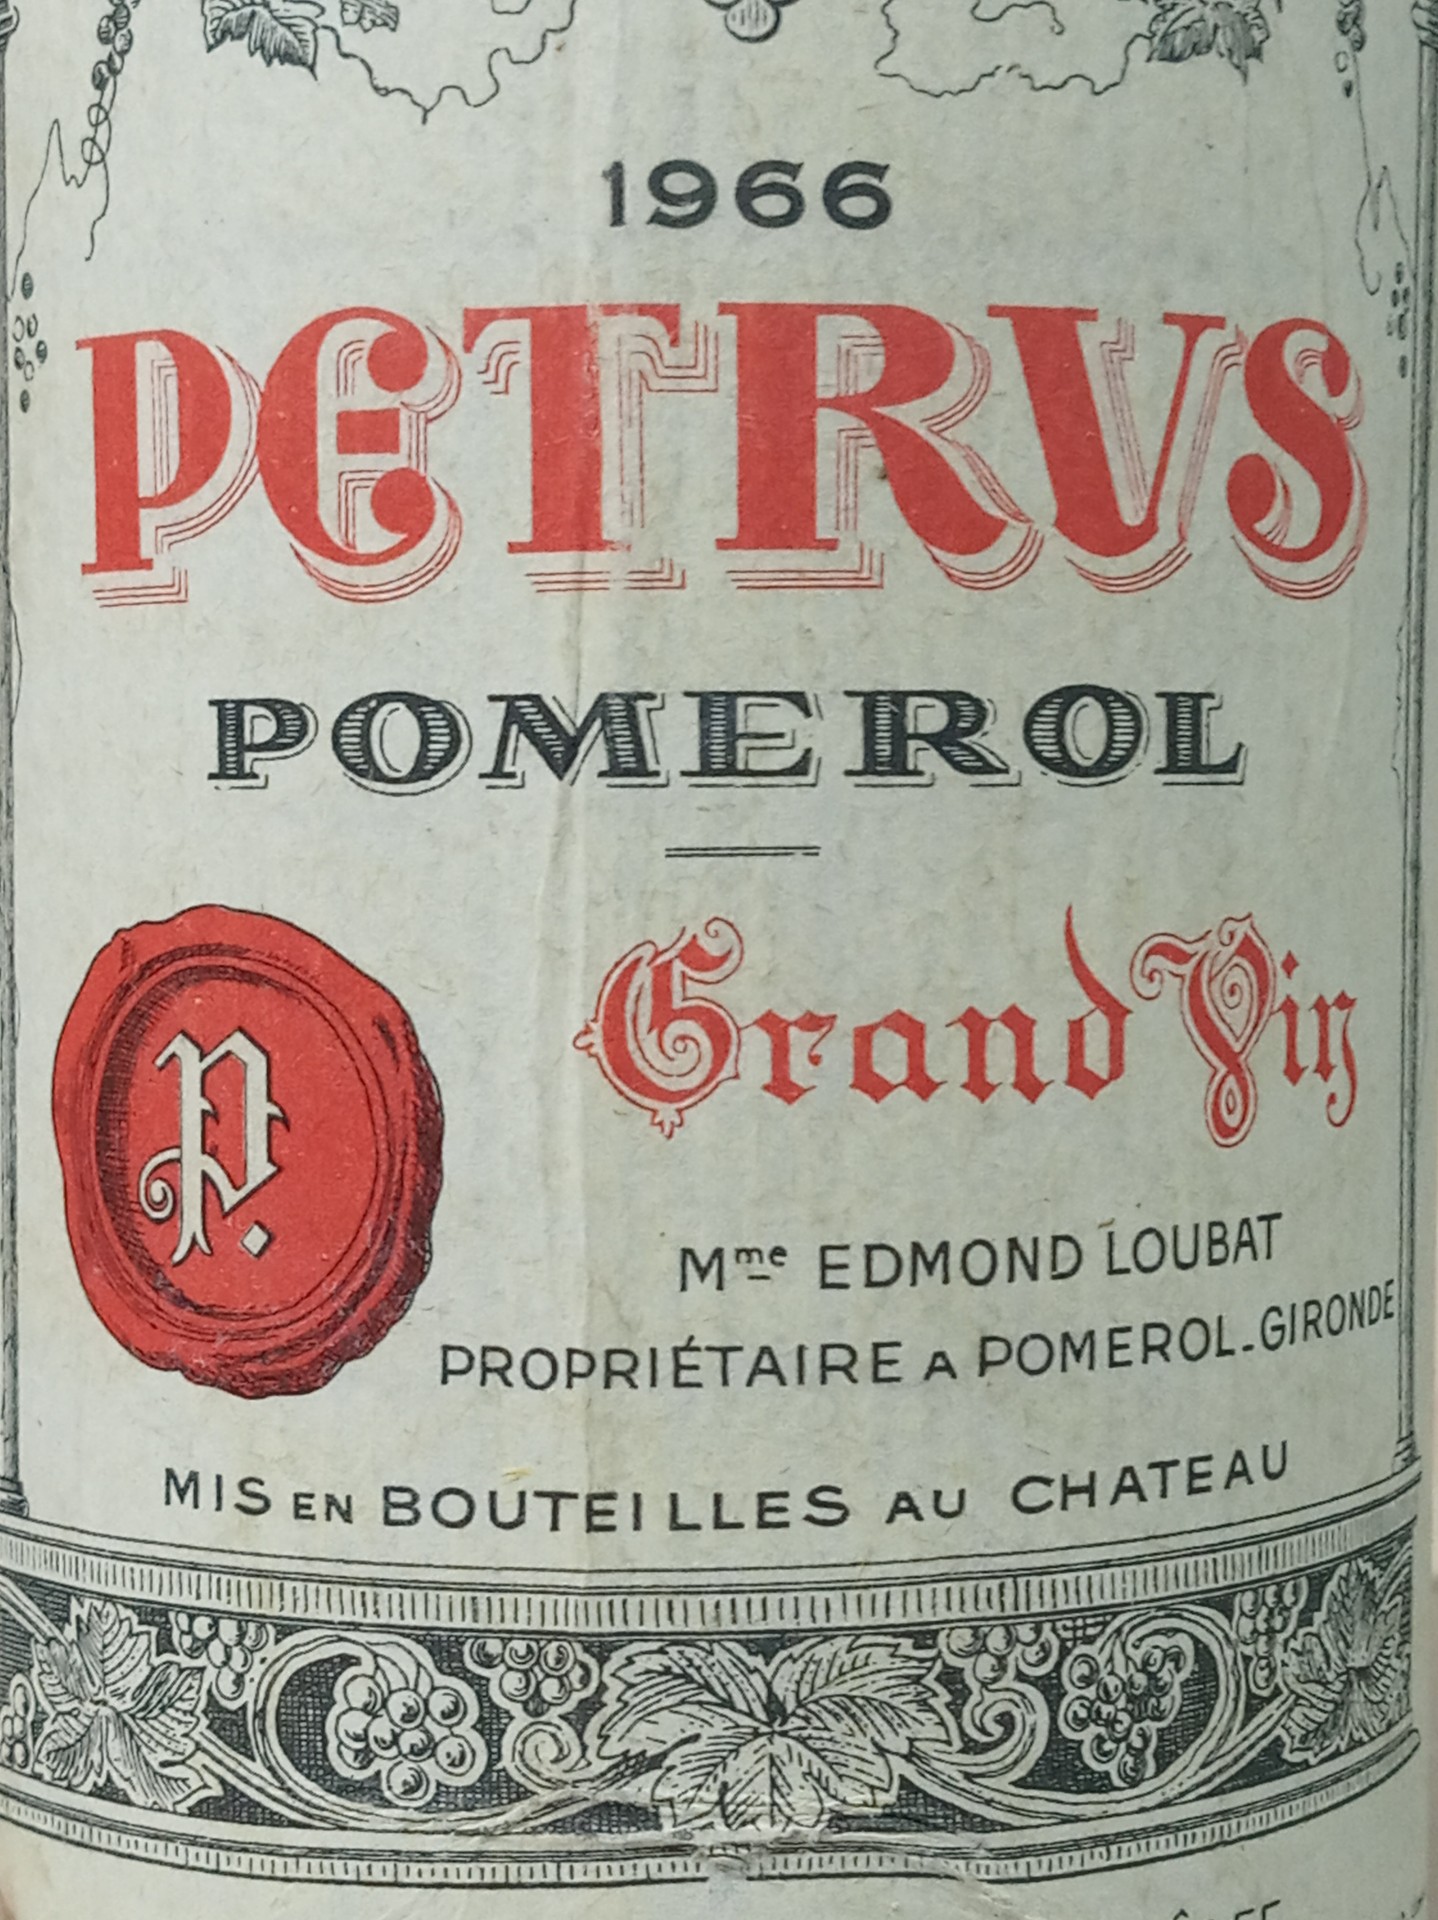 1966
PETRVS
POMEROL
Grand Vin
P.
Mme EDMOND LOUBAT
PROPRIÉTAIRE A POMEROL-GIRONDE
MIS EN BOUTEILLES AU CHATEAU